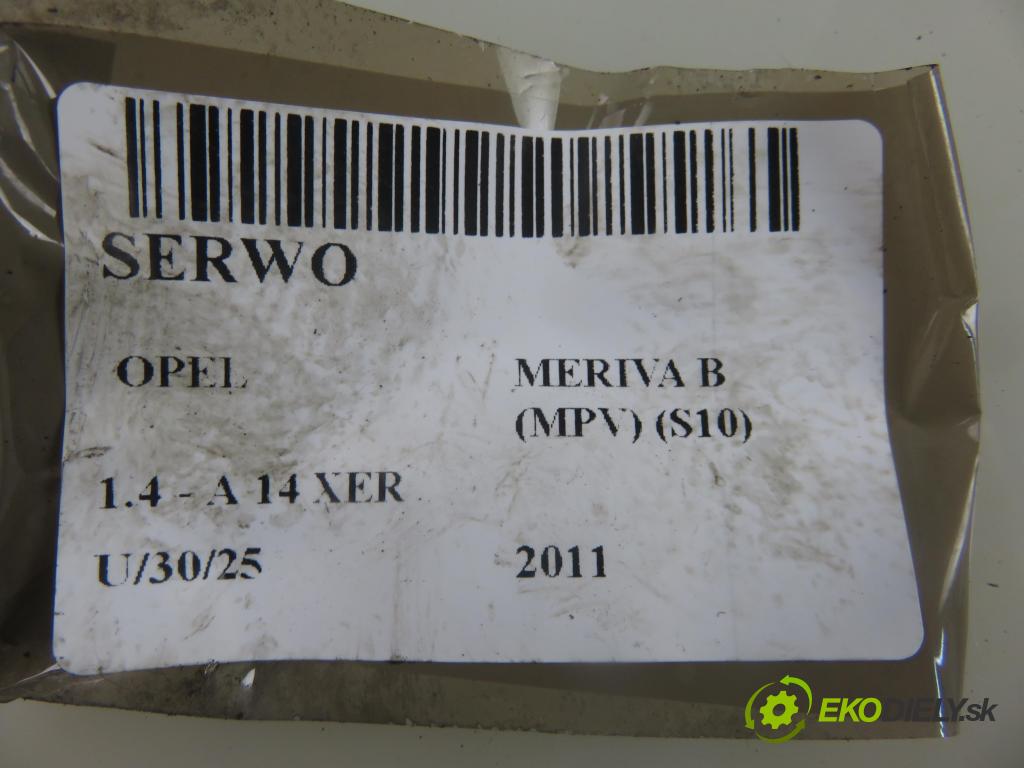 SERWO
OPEL
MERIVA B
(MPV) (S10)
1.4 - A 14 XER
U/30/25
2011
EKODIELY.sk